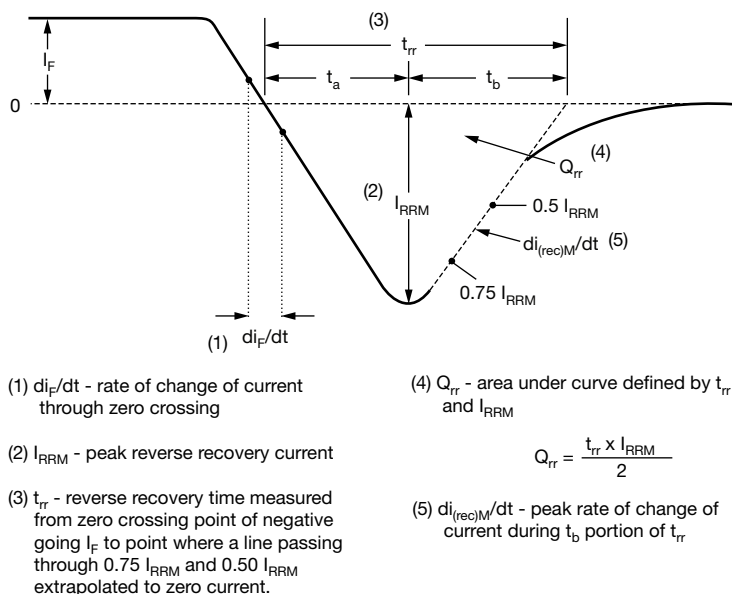 (3)
t_rr
I_F
t_a
t_b
0
(2) I_RRM
Q_rr (4)
0.5 I_RRM
di_(rec)M/dt (5)
0.75 I_RRM
(1) di_F/dt
(1) di_F/dt - rate of change of current
through zero crossing
(2) I_RRM - peak reverse recovery current
(3) t_rr - reverse recovery time measured
from zero crossing point of negative
going I_F to point where a line passing
through 0.75 I_RRM and 0.50 I_RRM
extrapolated to zero current.
(4) Q_rr - area under curve defined by t_rr
and I_RRM
Q_rr = t_rr x I_RRM
2
(5) di_(rec)M/dt - peak rate of change of
current during t_b portion of t_rr